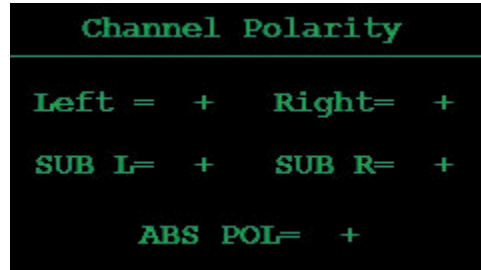 Channel Polarity
Left = + Right= +
SUB L= + SUB R= +
ABS POL= +